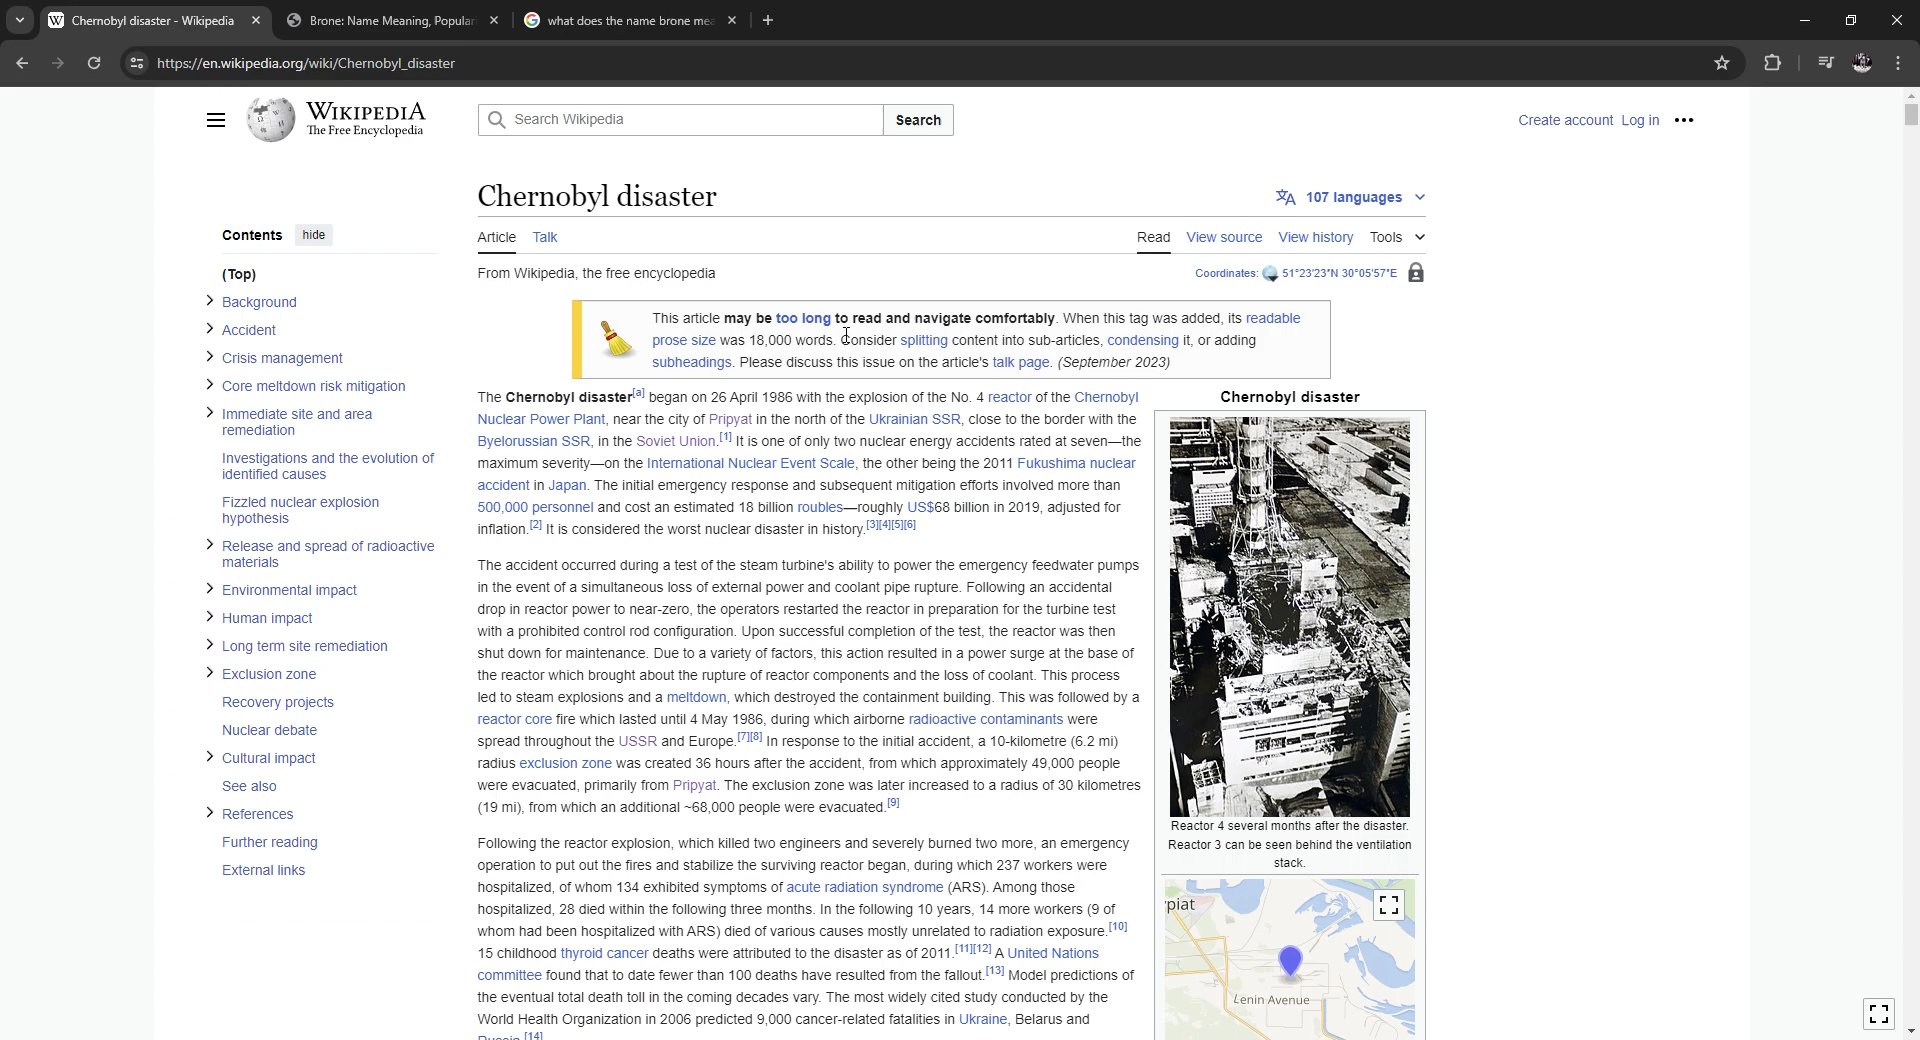 Chernobyl disaster - Wikipedia
Brone: Name Meaning, Popular
what does the name brone mea
https://en.wikipedia.org/wiki/Chernobyl_disaster
WIKIPEDIA
The Free Encyclopedia
Search Wikipedia
Search
Create account Log in
Chernobyl disaster
107 languages
Contents hide
Article Talk
Read View source View history Tools
(Top)
Background
Accident
Crisis management
Core meltdown risk mitigation
Immediate site and area
remediation
Investigations and the evolution of
identified causes
Fizzled nuclear explosion
hypothesis
Release and spread of radioactive
materials
Environmental impact
Human impact
Long term site remediation
Exclusion zone
Recovery projects
Nuclear debate
Cultural impact
See also
References
Further reading
External links
From Wikipedia, the free encyclopedia
Coordinates: 51°23′23″N 30°05′57″E
This article may be too long to read and navigate comfortably. When this tag was added, its readable
prose size was 18,000 words. Consider splitting content into sub-articles, condensing it, or adding
subheadings. Please discuss this issue on the article's talk page. (September 2023)
The Chernobyl disaster[a] began on 26 April 1986 with the explosion of the No. 4 reactor of the Chernobyl
Nuclear Power Plant, near the city of Pripyat in the north of the Ukrainian SSR, close to the border with the
Byelorussian SSR, in the Soviet Union.[1] It is one of only two nuclear energy accidents rated at seven—the
maximum severity—on the International Nuclear Event Scale, the other being the 2011 Fukushima nuclear
accident in Japan. The initial emergency response and subsequent mitigation efforts involved more than
500,000 personnel and cost an estimated 18 billion roubles—roughly US$68 billion in 2019, adjusted for
inflation.[2] It is considered the worst nuclear disaster in history.[3][4][5][6]
The accident occurred during a test of the steam turbine's ability to power the emergency feedwater pumps
in the event of a simultaneous loss of external power and coolant pipe rupture. Following an accidental
drop in reactor power to near-zero, the operators restarted the reactor in preparation for the turbine test
with a prohibited control rod configuration. Upon successful completion of the test, the reactor was then
shut down for maintenance. Due to a variety of factors, this action resulted in a power surge at the base of
the reactor which brought about the rupture of reactor components and the loss of coolant. This process
led to steam explosions and a meltdown, which destroyed the containment building. This was followed by a
reactor core fire which lasted until 4 May 1986, during which airborne radioactive contaminants were
spread throughout the USSR and Europe.[7][8] In response to the initial accident, a 10-kilometre (6.2 mi)
radius exclusion zone was created 36 hours after the accident, from which approximately 49,000 people
were evacuated, primarily from Pripyat. The exclusion zone was later increased to a radius of 30 kilometres
(19 mi), from which an additional ~68,000 people were evacuated.[9]
Following the reactor explosion, which killed two engineers and severely burned two more, an emergency
operation to put out the fires and stabilize the surviving reactor began, during which 237 workers were
hospitalized, of whom 134 exhibited symptoms of acute radiation syndrome (ARS). Among those
hospitalized, 28 died within the following three months. In the following 10 years, 14 more workers (9 of
whom had been hospitalized with ARS) died of various causes mostly unrelated to radiation exposure.[10]
15 childhood thyroid cancer deaths were attributed to the disaster as of 2011.[11][12] A United Nations
committee found that to date fewer than 100 deaths have resulted from the fallout.[13] Model predictions of
the eventual total death toll in the coming decades vary. The most widely cited study conducted by the
World Health Organization in 2006 predicted 9,000 cancer-related fatalities in Ukraine, Belarus and
Russia.[14]
Chernobyl disaster
Reactor 4 several months after the disaster.
Reactor 3 can be seen behind the ventilation
stack.
piat
Lenin Avenue